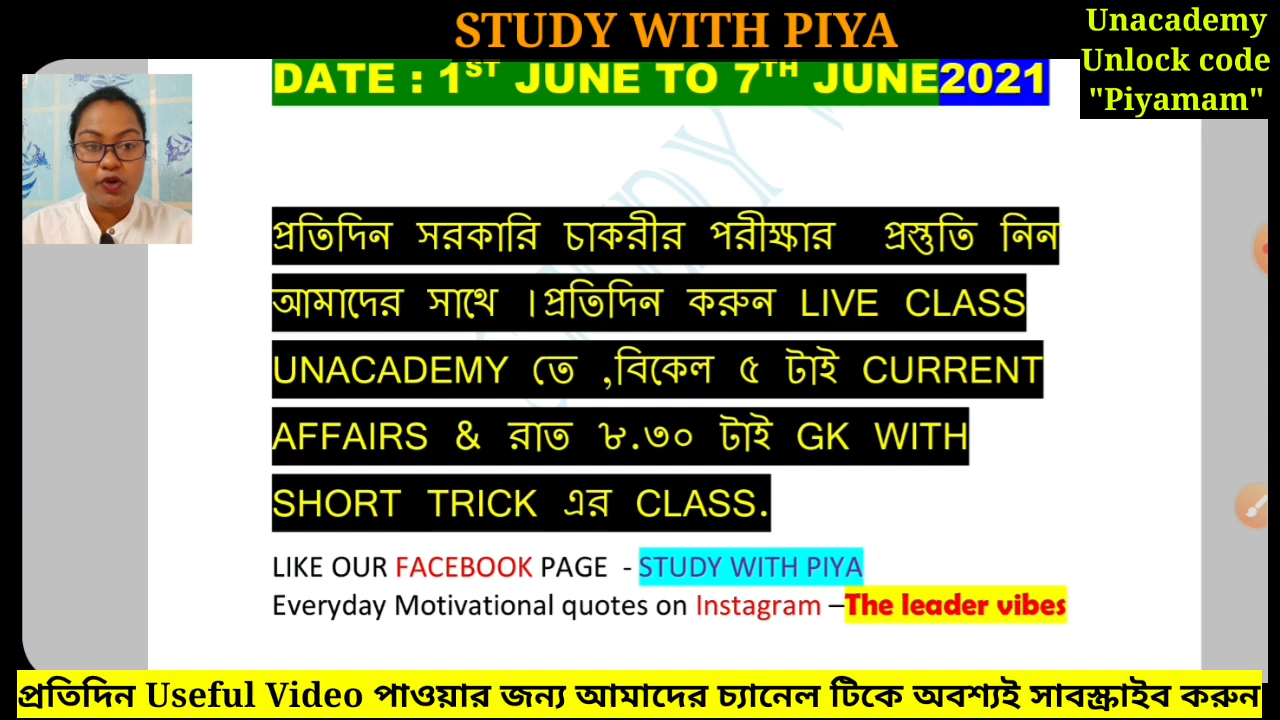 STUDY WITH PIYA
Unacademy
Unlock code
"Piyamam"
DATE : 1ST JUNE TO 7TH JUNE2021
প্রতিদিন সরকারি চাকরীর পরীক্ষার প্রস্তুতি নিন
আমাদের সাথে ।প্রতিদিন করুন LIVE CLASS
UNACADEMY তে ,বিকেল ৫ টাই CURRENT
AFFAIRS & রাত ৮.৩০ টাই GK WITH
SHORT TRICK এর CLASS.
LIKE OUR FACEBOOK PAGE - STUDY WITH PIYA
Everyday Motivational quotes on Instagram –The leader vibes
প্রতিদিন Useful Video পাওয়ার জন্য আমাদের চ্যানেল টিকে অবশ্যই সাবস্ক্রাইব করুন